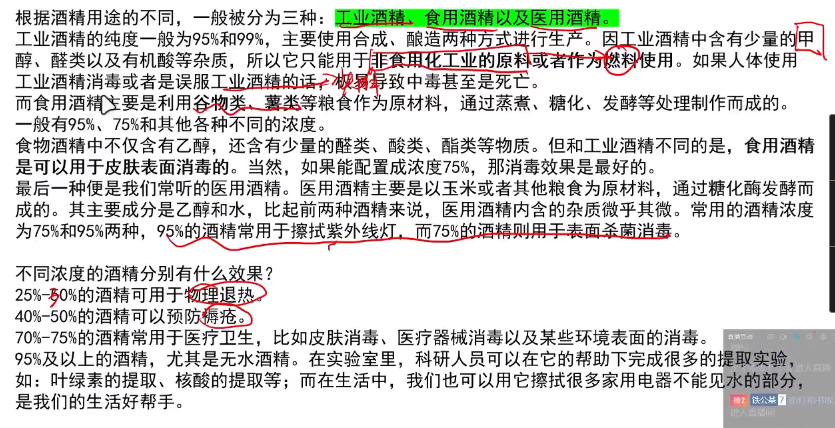 根据酒精用途的不同，一般被分为三种：工业酒精、食用酒精以及医用酒精。
工业酒精的纯度一般为95%和99%，主要使用合成、酿造两种方式进行生产。因工业酒精中含有少量的甲
醇、醛类以及有机酸等杂质，所以它只能用于非食用化工业的原料或者作为燃料使用。如果人体使用
工业酒精消毒或者是误服工业酒精的话，极易导致中毒甚至是死亡。
而食用酒精主要是利用谷物类、薯类等粮食作为原材料，通过蒸煮、糖化、发酵等处理制作而成的。
一般有95%、75%和其他各种不同的浓度。
食物酒精中不仅含有乙醇，还含有少量的醛类、酸类、酯类等物质。但和工业酒精不同的是，食用酒精
是可以用于皮肤表面消毒的。当然，如果能配置成浓度75%，那消毒效果是最好的。
最后一种便是我们常听的医用酒精。医用酒精主要是以玉米或者其他粮食为原材料，通过糖化酶发酵而
成的。其主要成分是乙醇和水，比起前两种酒精来说，医用酒精内含的杂质微乎其微。常用的酒精浓度
为75%和95%两种，95%的酒精常用于擦拭紫外线灯，而75%的酒精则用于表面杀菌消毒。
不同浓度的酒精分别有什么效果？
25%-50%的酒精可用于物理退热。
40%-50%的酒精可以预防褥疮。
70%-75%的酒精常用于医疗卫生，比如皮肤消毒、医疗器械消毒以及某些环境表面的消毒。
95%及以上的酒精，尤其是无水酒精。在实验室里，科研人员可以在它的帮助下完成很多的提取实验，
如：叶绿素的提取、核酸的提取等；而在生活中，我们也可以用它擦拭很多家用电器不能见水的部分，
是我们的生活好帮手。
铁公基 7
进入直播间